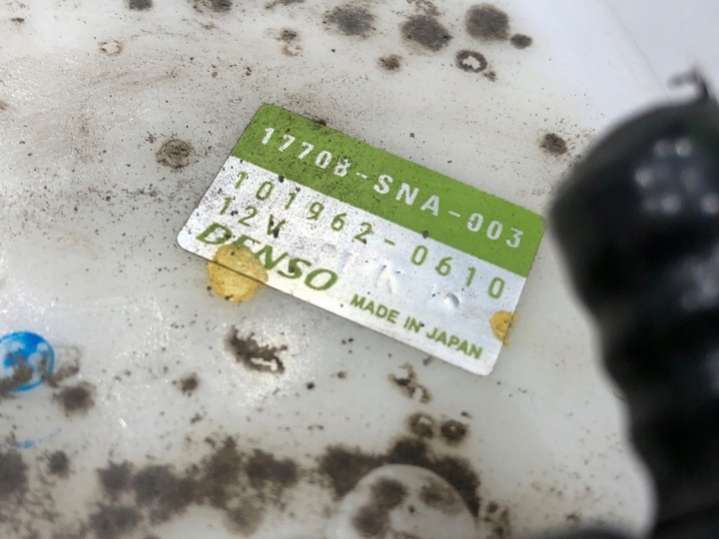 17708-SNA-003
101962-0610
12V
DENSO
MADE IN JAPAN